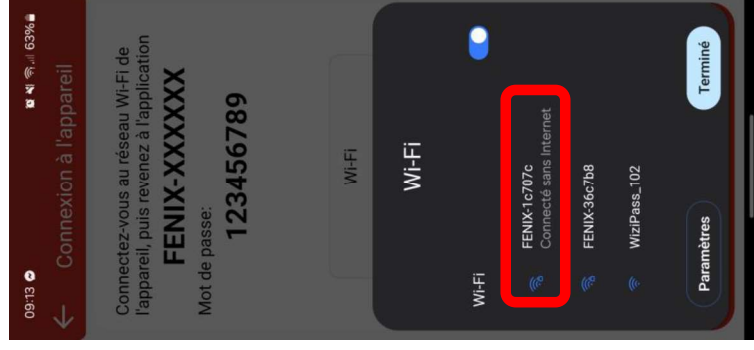 09:13
63%
Connexion à l'appareil
Connectez-vous au réseau Wi-Fi de
l'appareil, puis revenez à l'application
FENIX-XXXXXX
Mot de passe:
123456789
Wi-Fi
Wi-Fi
Wi-Fi
FENIX-1c707c
Connecté sans Internet
FENIX-36c7b8
WiziPass_102
Paramètres
Terminé